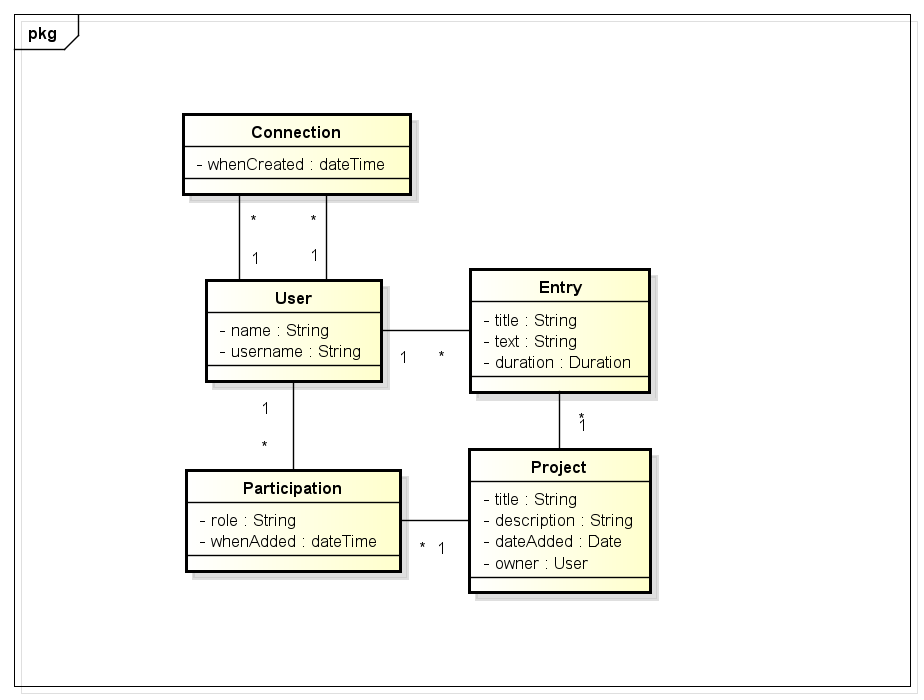 pkg
Connection
- whenCreated : dateTime
* *
1 1
User
- name : String
- username : String
Entry
- title : String
- text : String
- duration : Duration
1 *
1
*
*
1
Participation
- role : String
- whenAdded : dateTime
Project
- title : String
- description : String
- dateAdded : Date
- owner : User
* 1